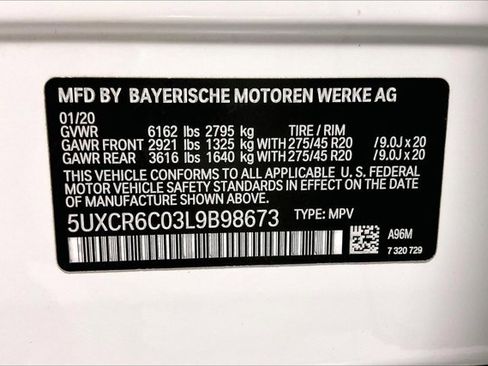 MFD BY BAYERISCHE MOTOREN WERKE AG
01/20
GVWR 6162 lbs 2795 kg TIRE / RIM
GAWR FRONT 2921 lbs 1325 kg WITH 275/45 R20 /9.0J x 20
GAWR REAR 3616 lbs 1640 kg WITH 275/45 R20 /9.0J x 20
THIS VEHICLE CONFORMS TO ALL APPLICABLE U. S. FEDERAL
MOTOR VEHICLE SAFETY STANDARDS IN EFFECT ON THE DATE
OF MANUFACTURE SHOWN ABOVE.
5UXCR6C03L9B98673 TYPE: MPV
A96M
7 320 729